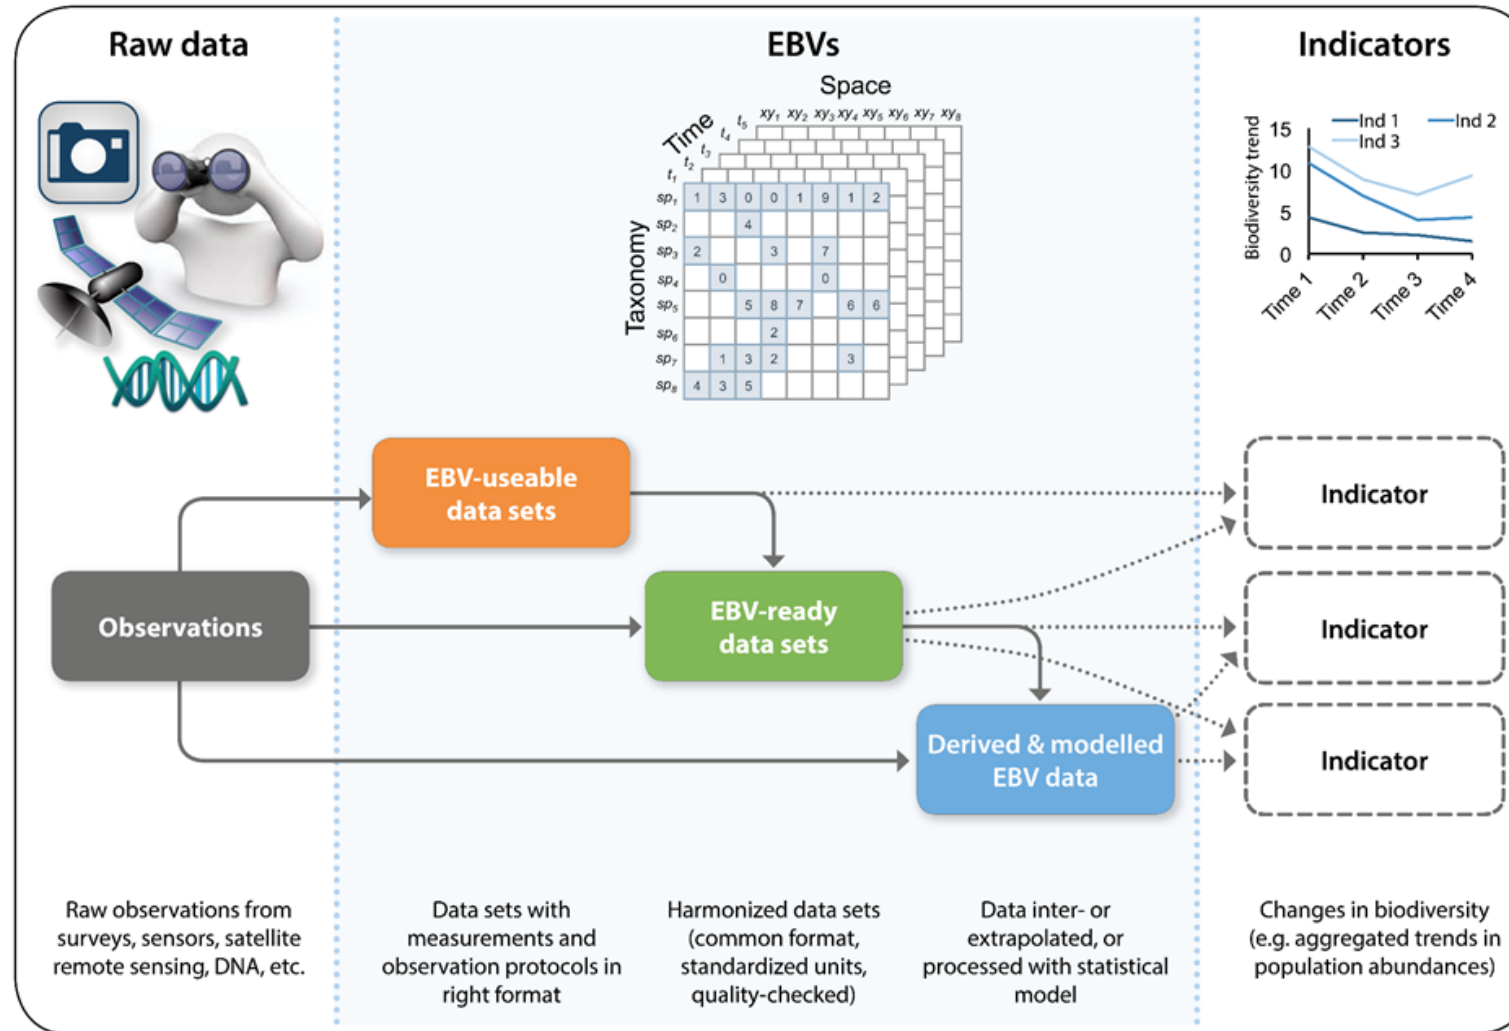 Raw data
EBVs
Indicators
Space
Time
Taxonomy
xy1 xy2 xy3 xy4 xy5 xy6 xy7 xy8
t5
t4
t3
t2
t1
sp1 1 3 0 0 1 9 1 2
sp2 4
sp3 2 3 7
sp4 0 0
sp5 5 8 7 6 6
sp6 2
sp7 1 3 2 3
sp8 4 3 5
Biodiversity trend
Ind 1 Ind 2
Ind 3
15
10
5
0
Time 1 Time 2 Time 3 Time 4
EBV-useable
data sets
Indicator
Observations
EBV-ready
data sets
Indicator
Derived & modelled
EBV data
Indicator
Raw observations from
surveys, sensors, satellite
remote sensing, DNA, etc.
Data sets with
measurements and
observation protocols in
right format
Harmonized data sets
(common format,
standardized units,
quality-checked)
Data inter- or
extrapolated, or
processed with statistical
model
Changes in biodiversity
(e.g. aggregated trends in
population abundances)